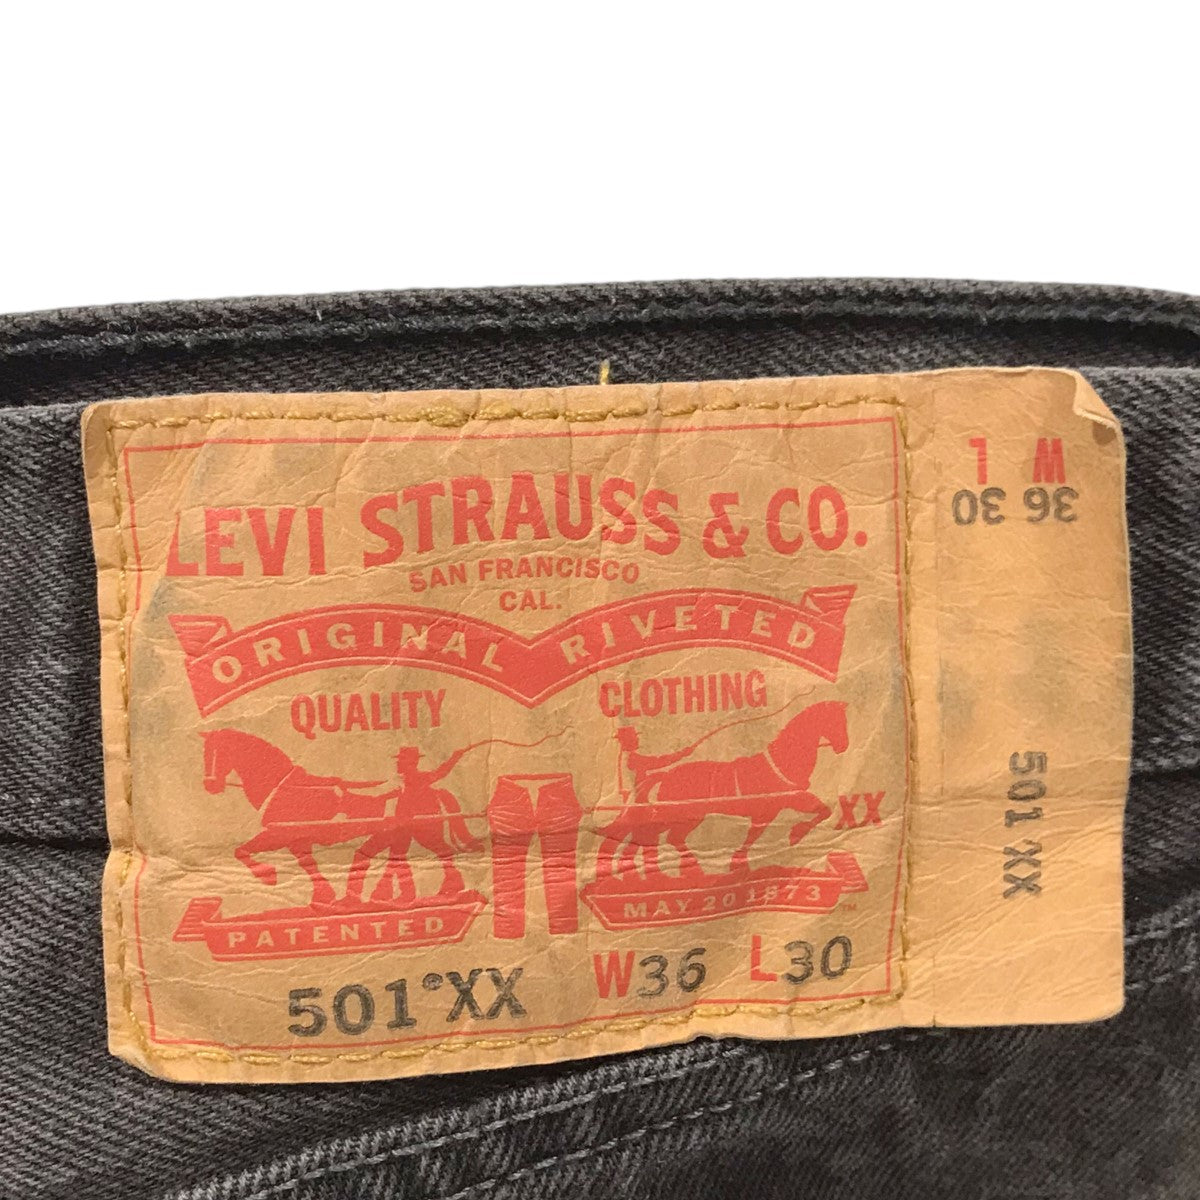 LEVI STRAUSS & CO.
SAN FRANCISCO
CAL.
ORIGINAL RIVETED
QUALITY CLOTHING
XX
PATENTED
MAY 20 1873 ™
501°XX W36 L30
W L
36 30
501 XX